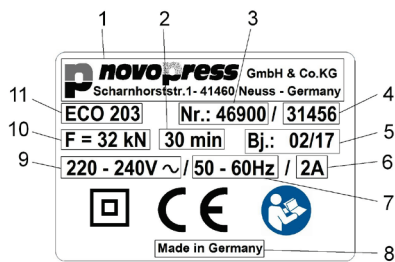 1 2 3
novopress GmbH & Co.KG
Scharnhorststr.1- 41460 Neuss - Germany
11 ECO 203 Nr.: 46900 / 31456 4
10 F = 32 kN 30 min Bj.: 02/17 5
9 220 - 240V ~ / 50 - 60Hz / 2A 6
7
CE
Made in Germany 8